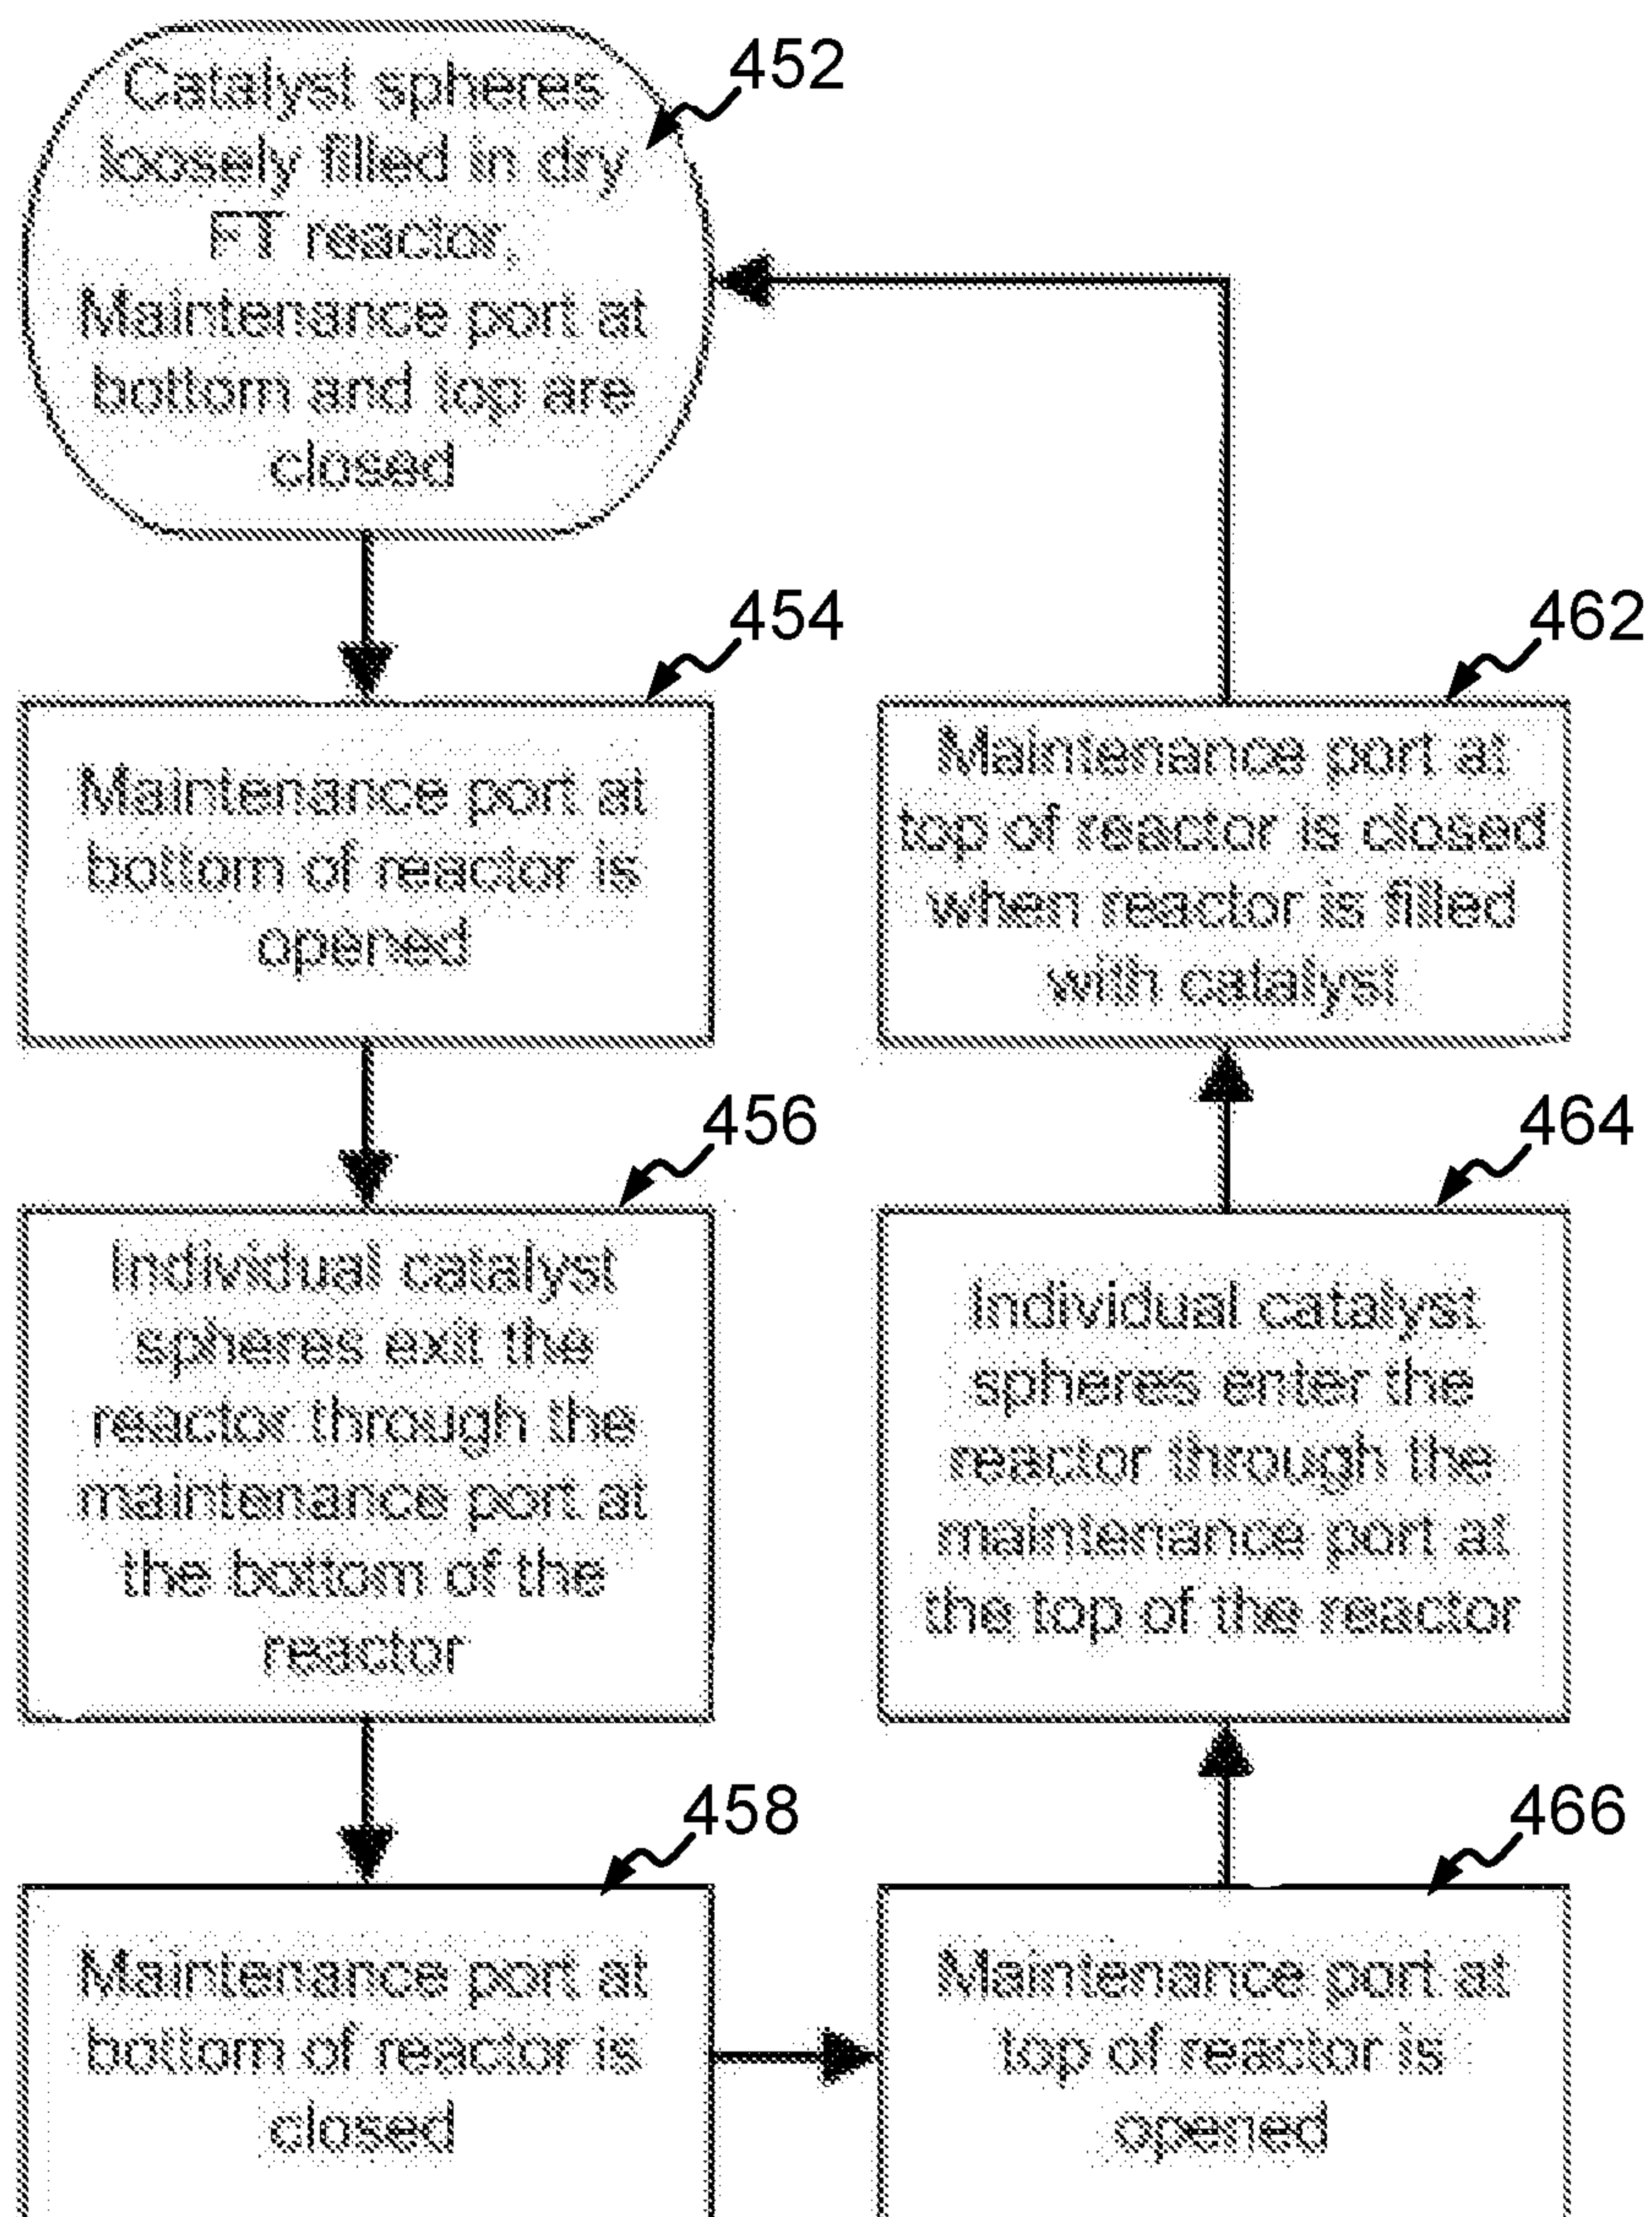 452
Catalyst spheres
loosely filled in dry
FT reactor,
Maintenance port at
bottom and top are
closed
454
Maintenance port at
bottom of reactor is
opened
456
Individual catalyst
spheres exit the
reactor through the
maintenance port at
the bottom of the
reactor
458
Maintenance port at
bottom of reactor is
closed
462
Maintenance port at
top of reactor is closed
when reactor is filled
with catalyst
464
Individual catalyst
spheres enter the
reactor through the
maintenance port at
the top of the reactor
466
Maintenance port at
top of reactor is
opened